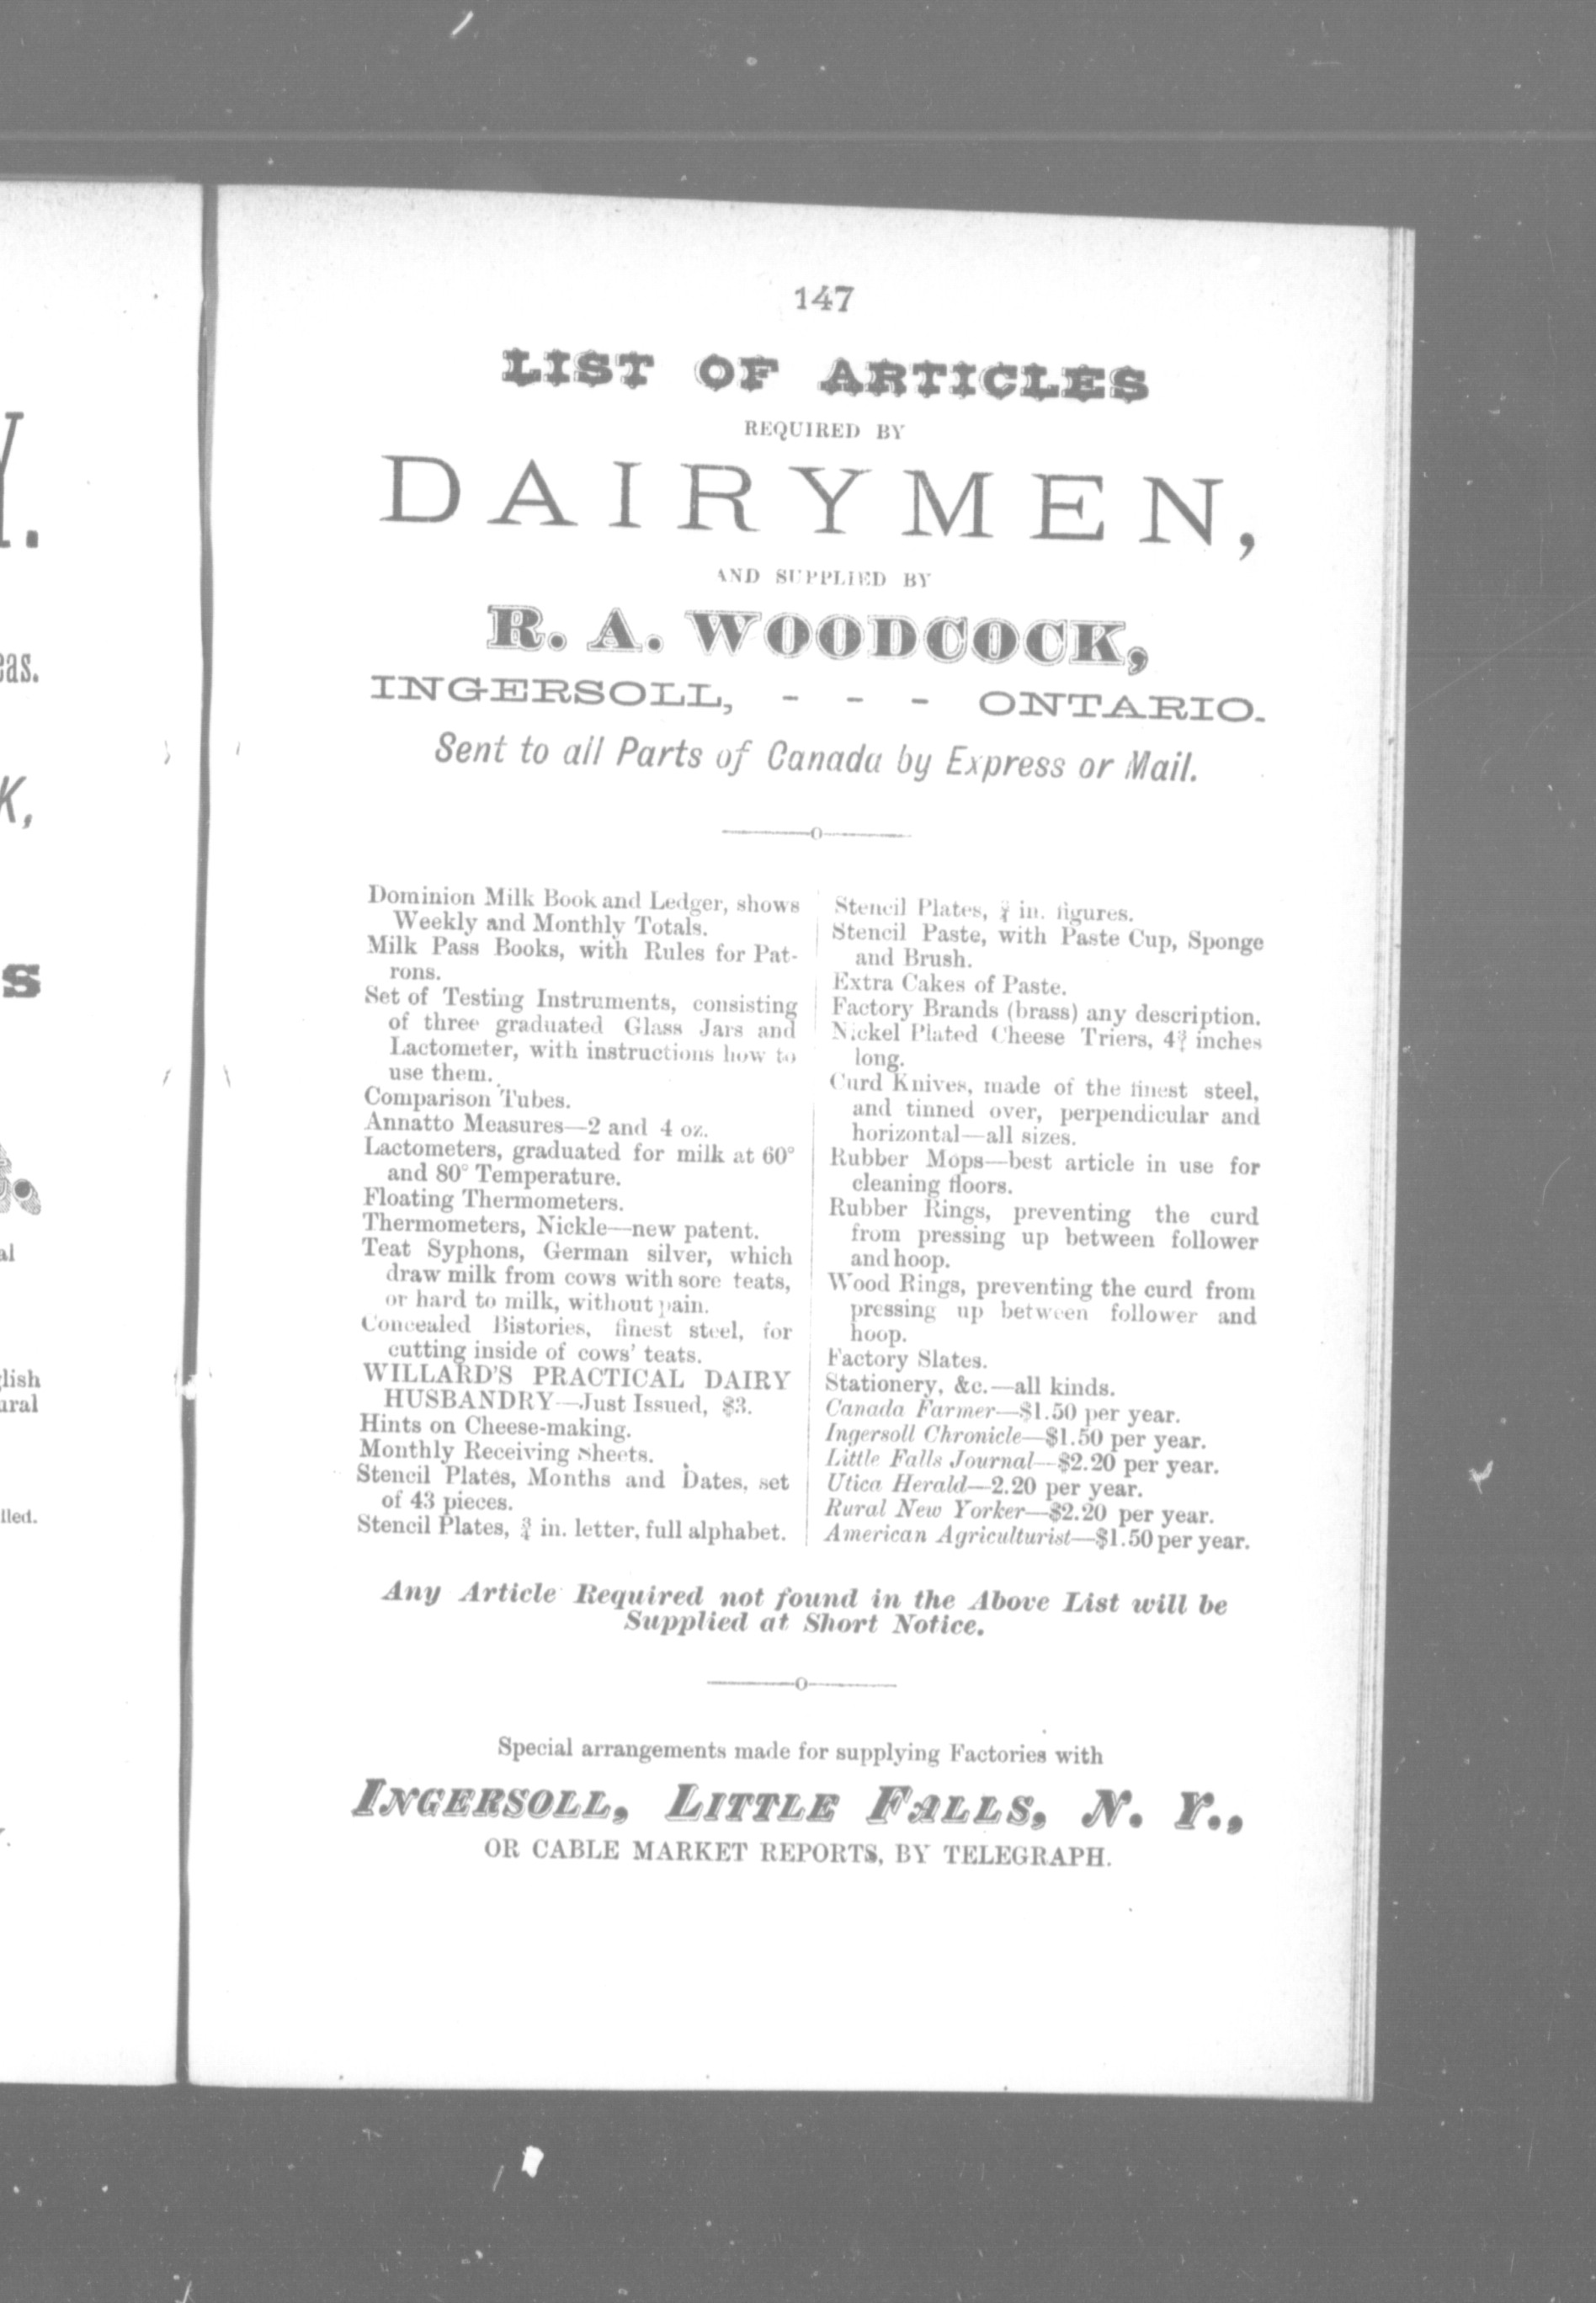 Y.
eas.
K,
S
al
lish
ural
lled.
147
LIST OF ARTICLES
REQUIRED BY
DAIRYMEN,
AND SUPPLIED BY
R. A. WOODCOCK,
INGERSOLL, - - - ONTARIO.
Sent to all Parts of Canada by Express or Mail.
Dominion Milk Book and Ledger, shows
Weekly and Monthly Totals.
Milk Pass Books, with Rules for Pat-
rons.
Set of Testing Instruments, consisting
of three graduated Glass Jars and
Lactometer, with instructions how to
use them.
Comparison Tubes.
Annatto Measures—2 and 4 oz.
Lactometers, graduated for milk at 60°
and 80° Temperature.
Floating Thermometers.
Thermometers, Nickle—new patent.
Teat Syphons, German silver, which
draw milk from cows with sore teats,
or hard to milk, without pain.
Concealed Bistories, finest steel, for
cutting inside of cows' teats.
WILLARD'S PRACTICAL DAIRY
HUSBANDRY—Just Issued, $3.
Hints on Cheese-making.
Monthly Receiving Sheets.
Stencil Plates, Months and Dates, set
of 43 pieces.
Stencil Plates, ¾ in. letter, full alphabet.
Stencil Plates, ¾ in. figures.
Stencil Paste, with Paste Cup, Sponge
and Brush.
Extra Cakes of Paste.
Factory Brands (brass) any description.
Nickel Plated Cheese Triers, 4¾ inches
long.
Curd Knives, made of the finest steel,
and tinned over, perpendicular and
horizontal—all sizes.
Rubber Mops—best article in use for
cleaning floors.
Rubber Rings, preventing the curd
from pressing up between follower
and hoop.
Wood Rings, preventing the curd from
pressing up between follower and
hoop.
Factory Slates.
Stationery, &c.—all kinds.
Canada Farmer—$1.50 per year.
Ingersoll Chronicle—$1.50 per year.
Little Falls Journal—$2.20 per year.
Utica Herald—2.20 per year.
Rural New Yorker—$2.20 per year.
American Agriculturist—$1.50 per year.
Any Article Required not found in the Above List will be
Supplied at Short Notice.
Special arrangements made for supplying Factories with
INGERSOLL, LITTLE FALLS, N. Y.,
OR CABLE MARKET REPORTS, BY TELEGRAPH.